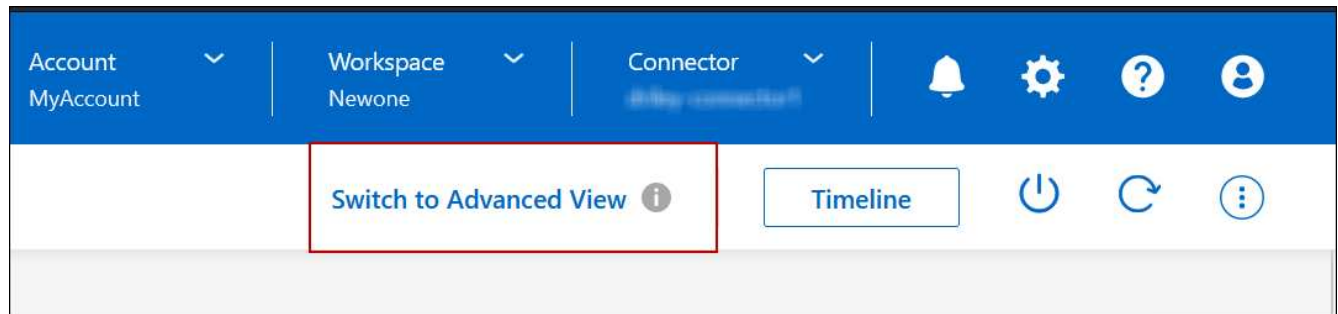 Account
MyAccount
Workspace
Newone
Connector
Switch to Advanced View
Timeline